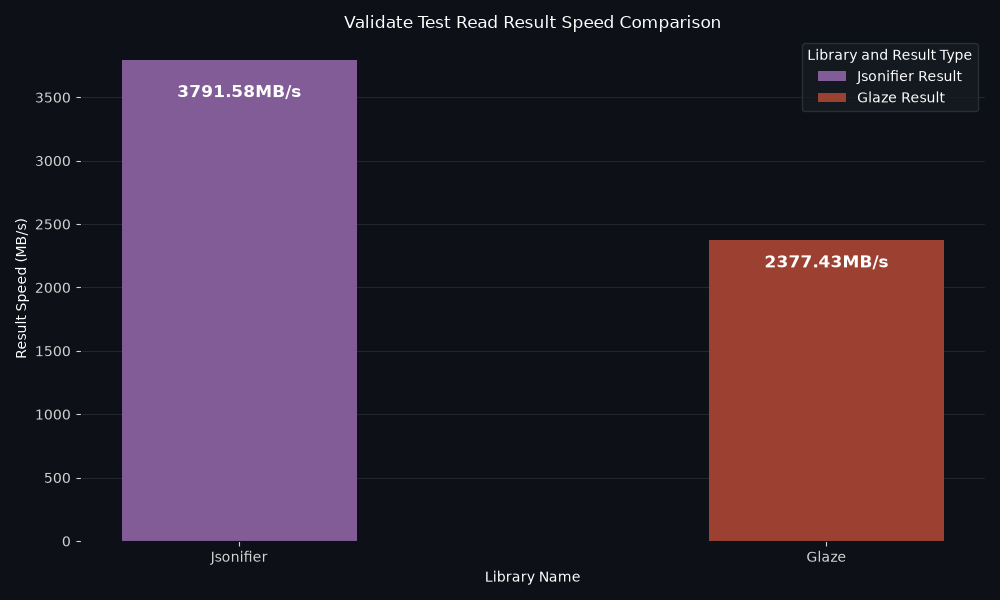 Validate Test Read Result Speed Comparison
Library and Result Type
Jsonifier Result
Glaze Result
3791.58MB/s
2377.43MB/s
Result Speed (MB/s)
3500
3000
2500
2000
1500
1000
500
0
Jsonifier
Glaze
Library Name